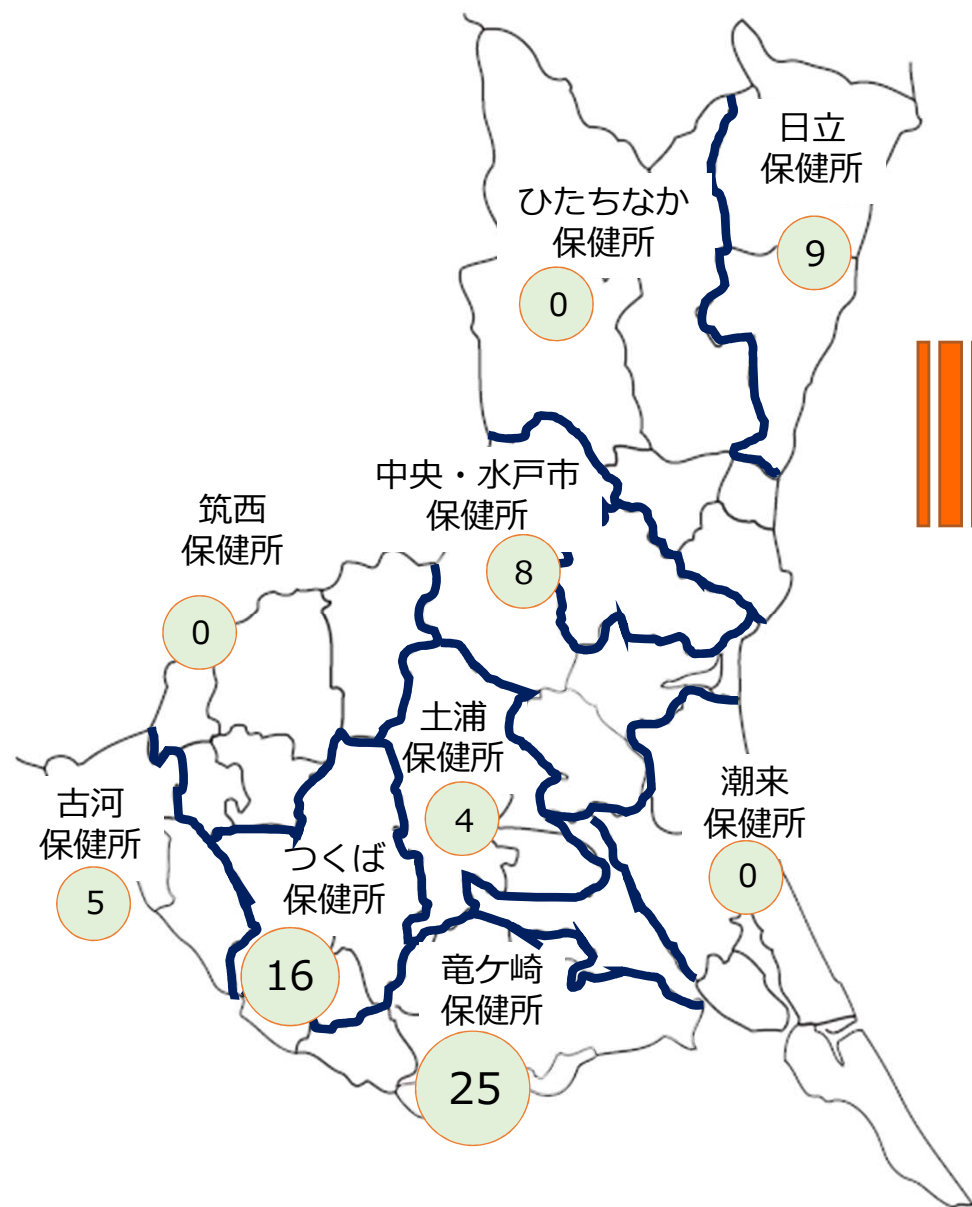 日立
保健所
9
ひたちなか
保健所
0
中央・水戸市
保健所
8
筑西
保健所
0
土浦
保健所
4
潮来
保健所
0
古河
保健所
5
つくば
保健所
16
竜ケ崎
保健所
25